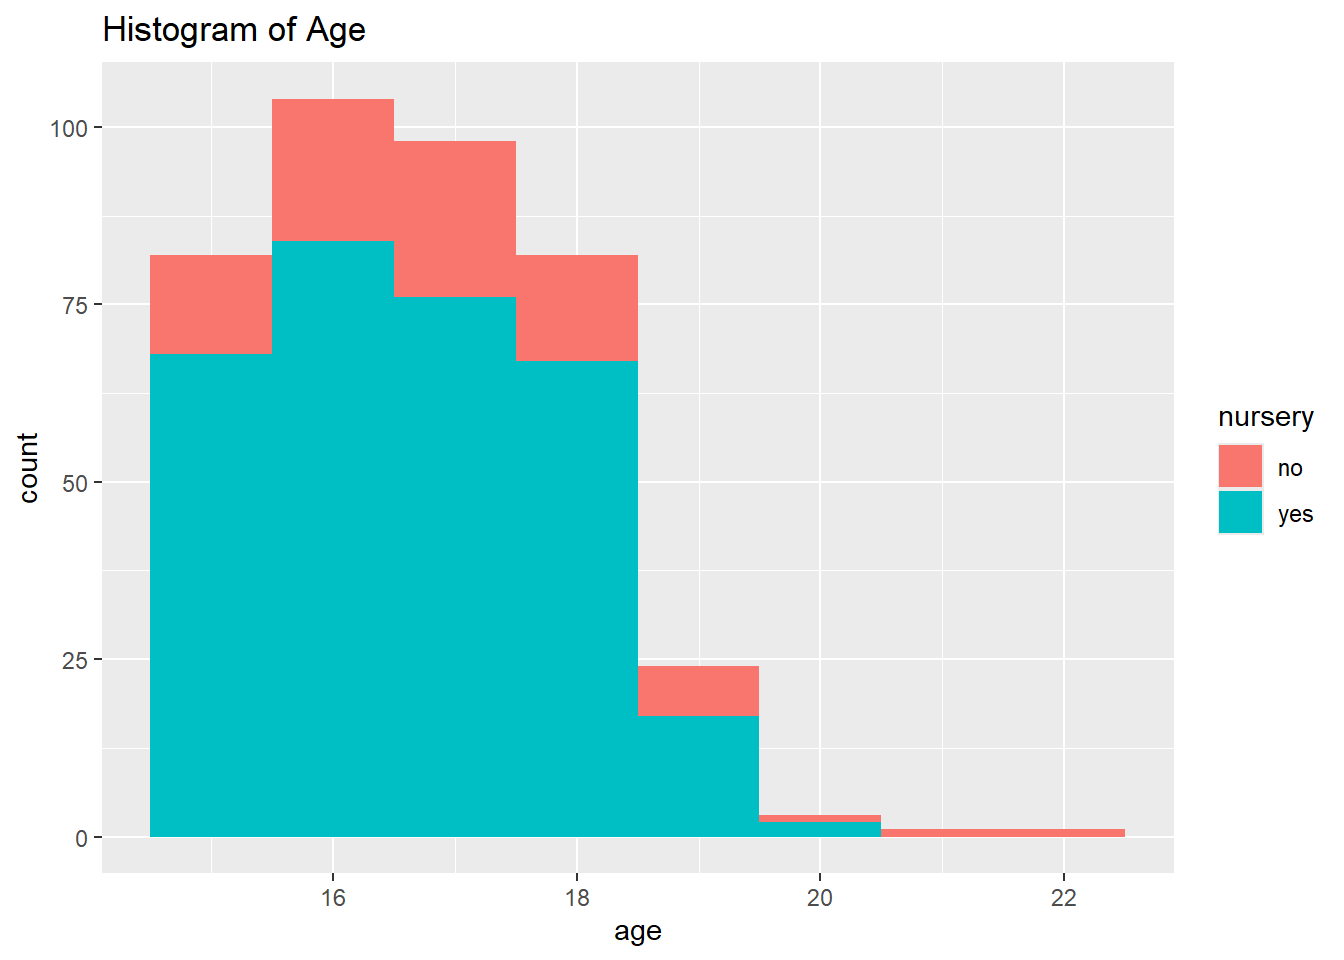 Histogram of Age
100
75
50
25
0
count
16 18 20 22
age
nursery
no
yes